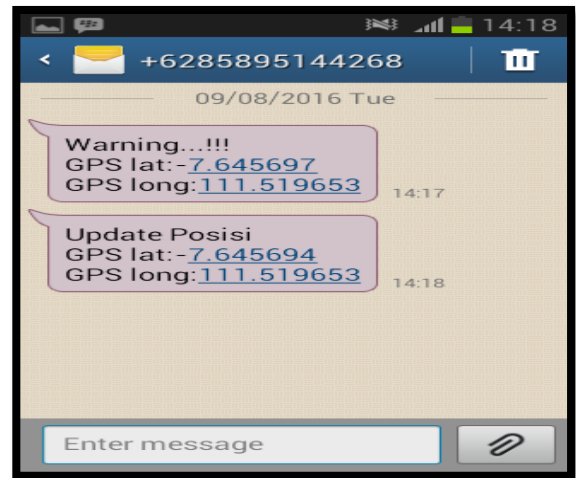 14:18
+6285895144268
09/08/2016 Tue
Warning...!!!
GPS lat:-7.645697
GPS long:111.519653
14:17
Update Posisi
GPS lat:-7.645694
GPS long:111.519653
14:18
Enter message